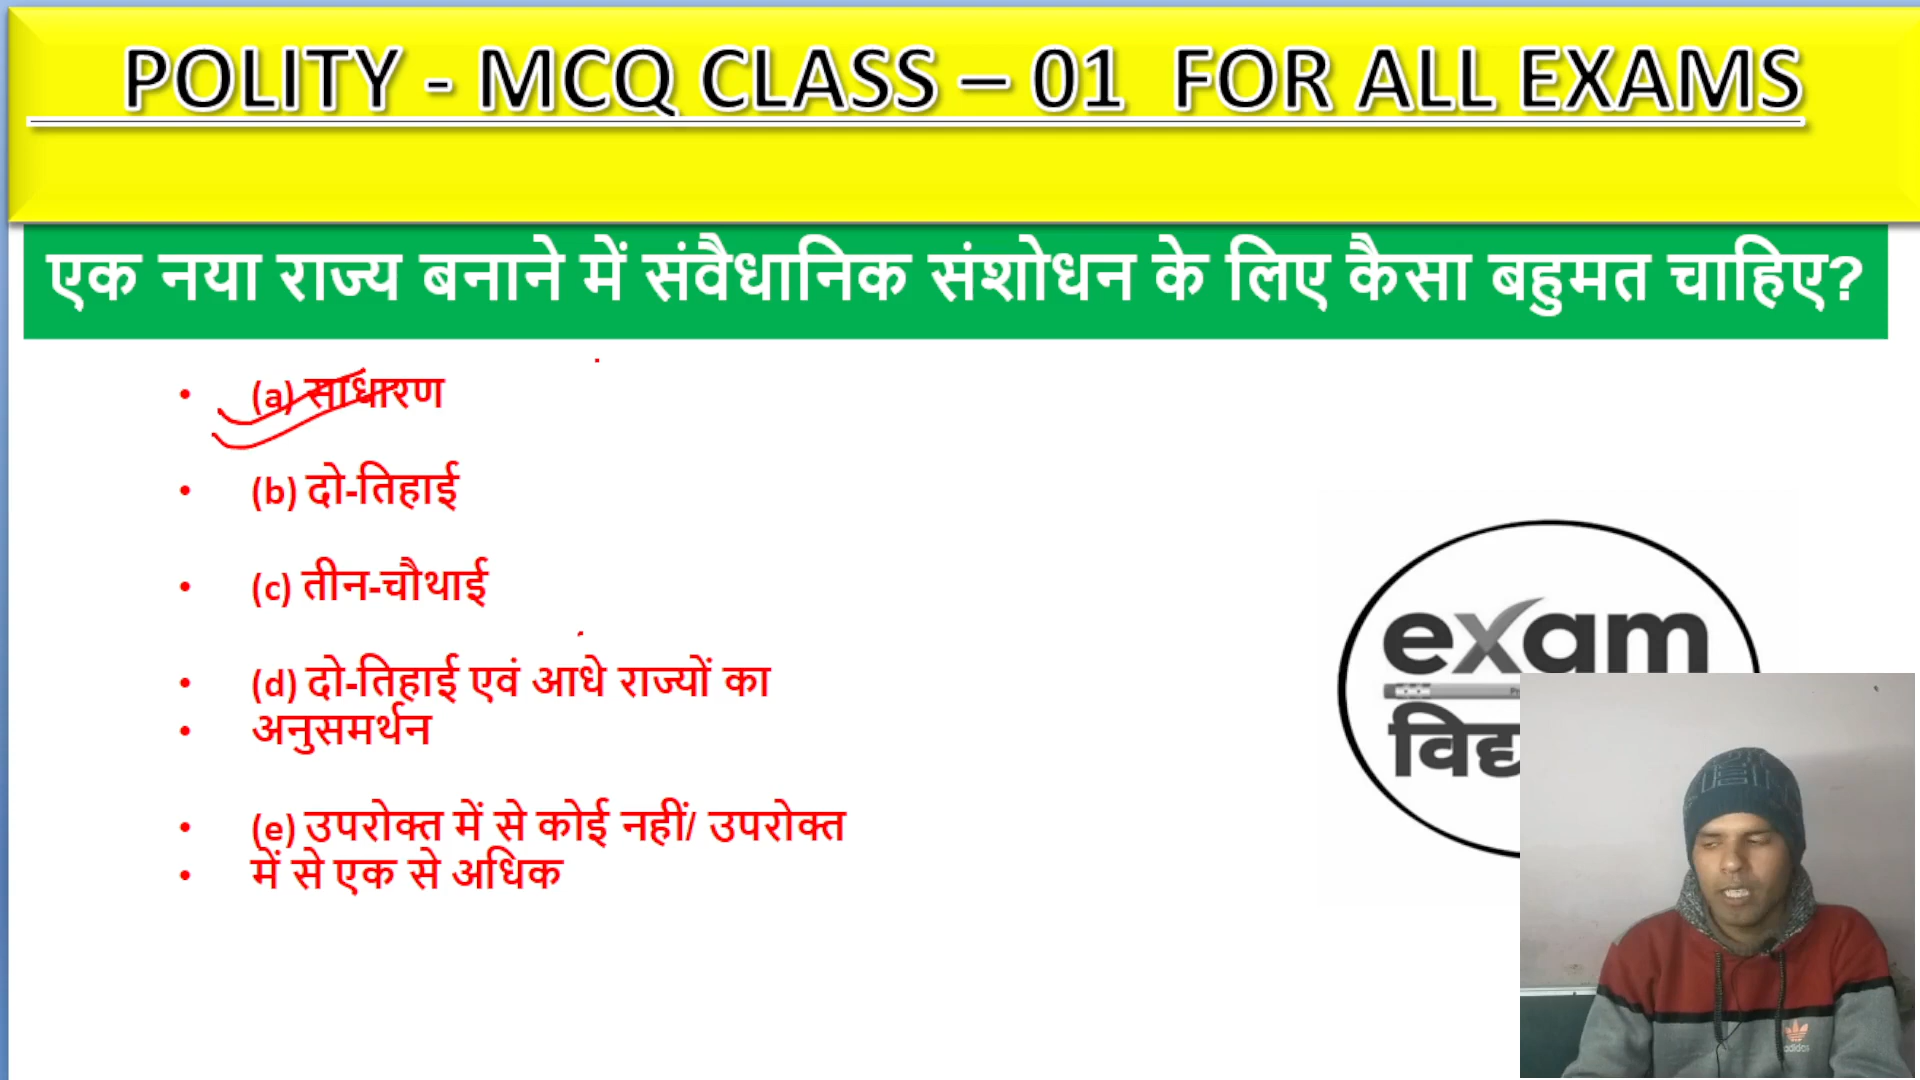 POLITY - MCQ CLASS – 01 FOR ALL EXAMS
एक नया राज्य बनाने में संवैधानिक संशोधन के लिए कैसा बहुमत चाहिए?
• (a) साधारण
• (b) दो-तिहाई
• (c) तीन-चौथाई
• (d) दो-तिहाई एवं आधे राज्यों का
• अनुसमर्थन
• (e) उपरोक्त में से कोई नहीं/ उपरोक्त
• में से एक से अधिक
exam
adidas